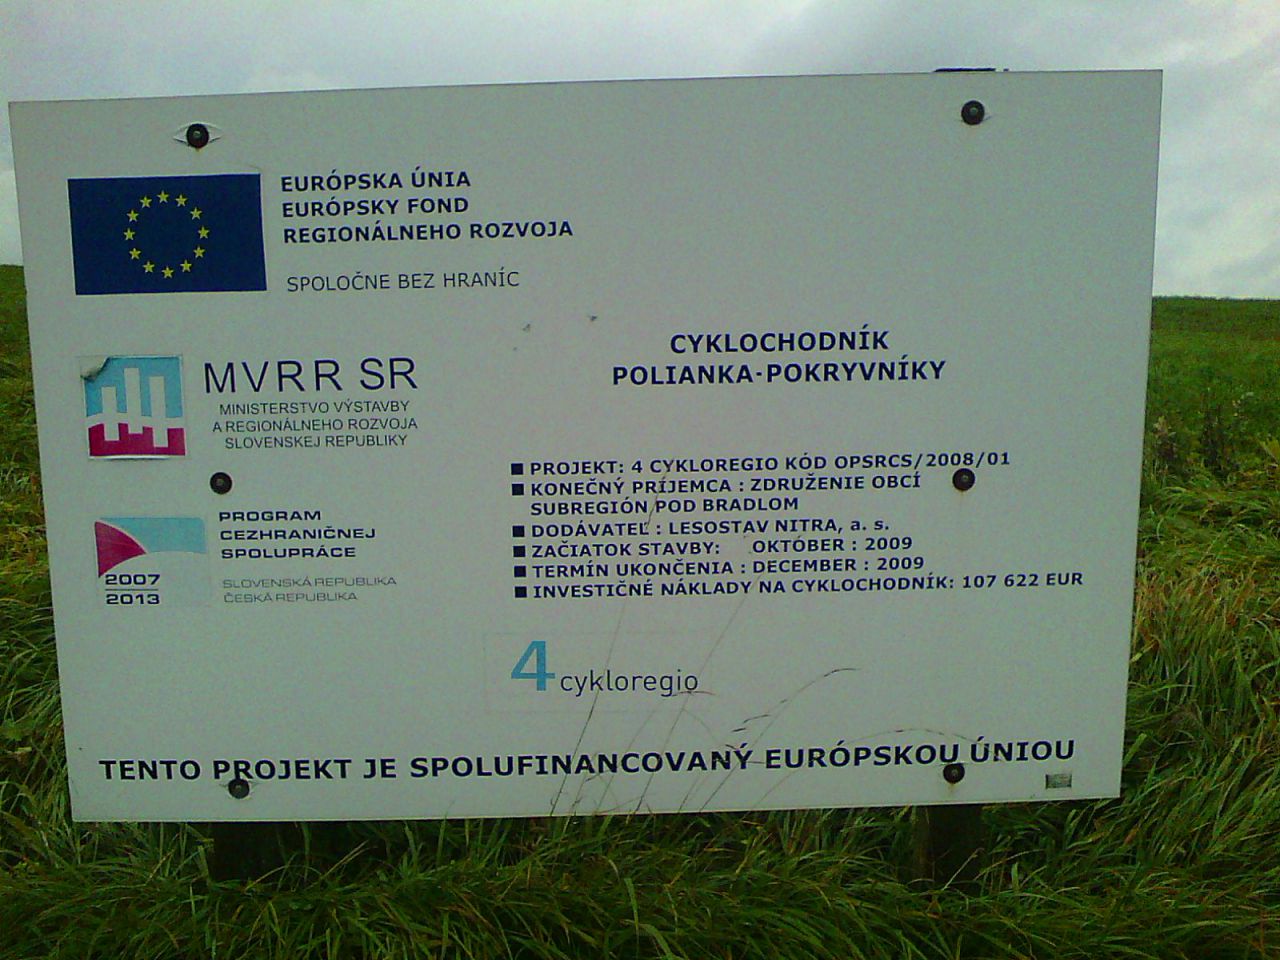 EURÓPSKA ÚNIA
EURÓPSKY FOND
REGIONÁLNEHO ROZVOJA
SPOLOČNE BEZ HRANÍC
MVRR SR
MINISTERSTVO VÝSTAVBY
A REGIONÁLNEHO ROZVOJA
SLOVENSKEJ REPUBLIKY
PROGRAM
CEZHRANIČNEJ
SPOLUPRÁCE
SLOVENSKÁ REPUBLIKA
ČESKÁ REPUBLIKA
2007
2013
CYKLOCHODNÍK
POLIANKA-POKRYVNÍKY
PROJEKT: 4 CYKLOREGIO KÓD OPSRCS/2008/01
KONEČNÝ PRÍJEMCA : ZDRUŽENIE OBCÍ
SUBREGIÓN POD BRADLOM
DODÁVATEĽ : LESOSTAV NITRA, a. s.
ZAČIATOK STAVBY: OKTÓBER : 2009
TERMÍN UKONČENIA : DECEMBER : 2009
INVESTIČNÉ NÁKLADY NA CYKLOCHODNÍK: 107 622 EUR
4 cykloregio
TENTO PROJEKT JE SPOLUFINANCOVANÝ EURÓPSKOU ÚNIOU